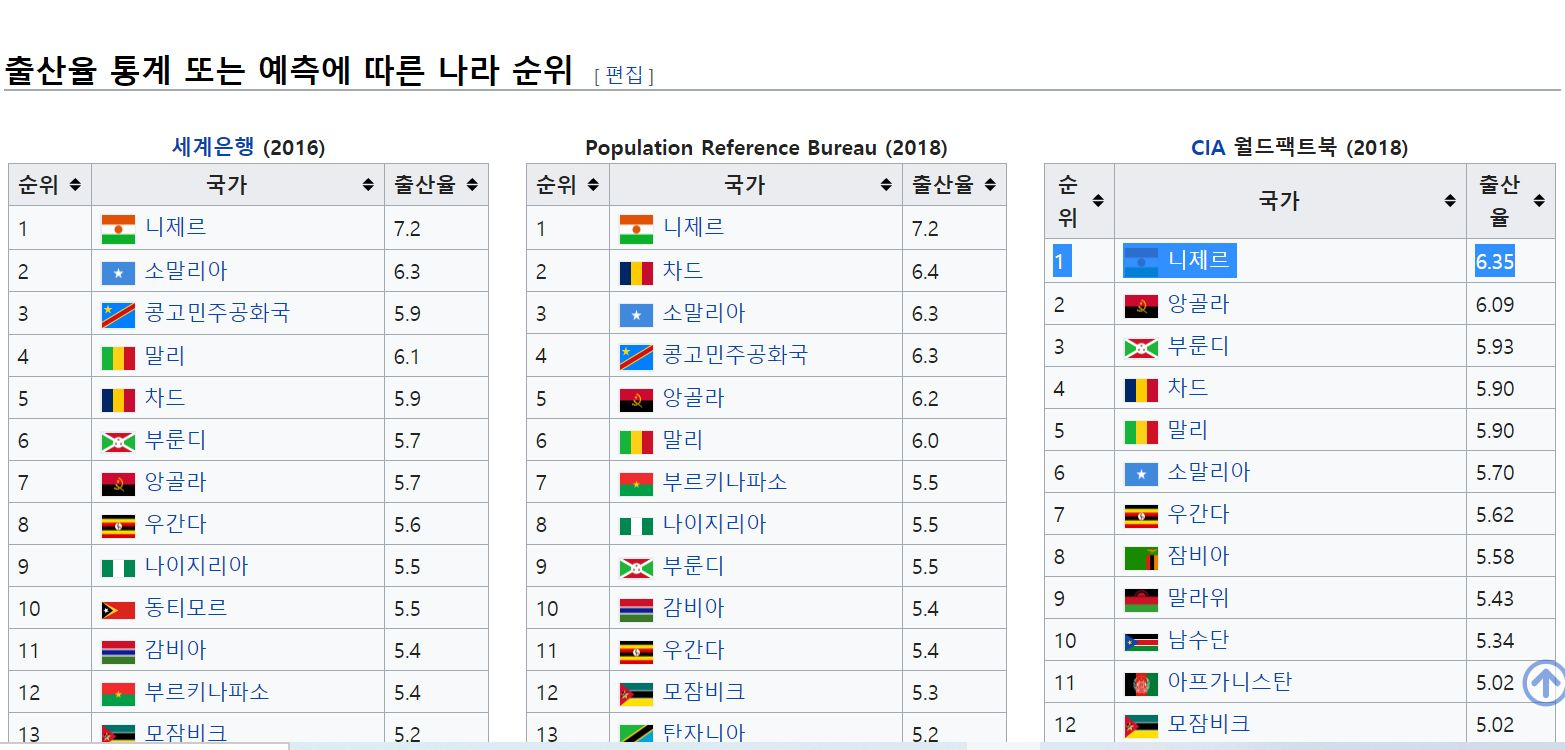 출산율 통계 또는 예측에 따른 나라 순위 [ 편집 ]
세계은행 (2016)
순위 국가 출산율
1 니제르 7.2
2 소말리아 6.3
3 콩고민주공화국 5.9
4 말리 6.1
5 차드 5.9
6 부룬디 5.7
7 앙골라 5.7
8 우간다 5.6
9 나이지리아 5.5
10 동티모르 5.5
11 감비아 5.4
12 부르키나파소 5.4
13 모잠비크 5.2
Population Reference Bureau (2018)
순위 국가 출산율
1 니제르 7.2
2 차드 6.4
3 소말리아 6.3
4 콩고민주공화국 6.3
5 앙골라 6.2
6 말리 6.0
7 부르키나파소 5.5
8 나이지리아 5.5
9 부룬디 5.5
10 감비아 5.4
11 우간다 5.4
12 모잠비크 5.3
13 탄자니아 5.2
CIA 월드팩트북 (2018)
순위 국가 출산율
1 니제르 6.35
2 앙골라 6.09
3 부룬디 5.93
4 차드 5.90
5 말리 5.90
6 소말리아 5.70
7 우간다 5.62
8 잠비아 5.58
9 말라위 5.43
10 남수단 5.34
11 아프가니스탄 5.02
12 모잠비크 5.02